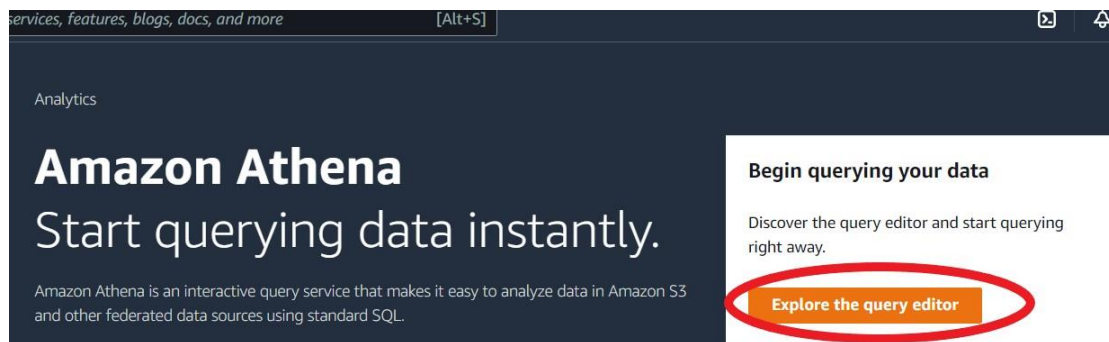 services, features, blogs, docs, and more [Alt+S]
Analytics
Amazon Athena
Start querying data instantly.
Amazon Athena is an interactive query service that makes it easy to analyze data in Amazon S3
and other federated data sources using standard SQL.
Begin querying your data
Discover the query editor and start querying
right away.
Explore the query editor